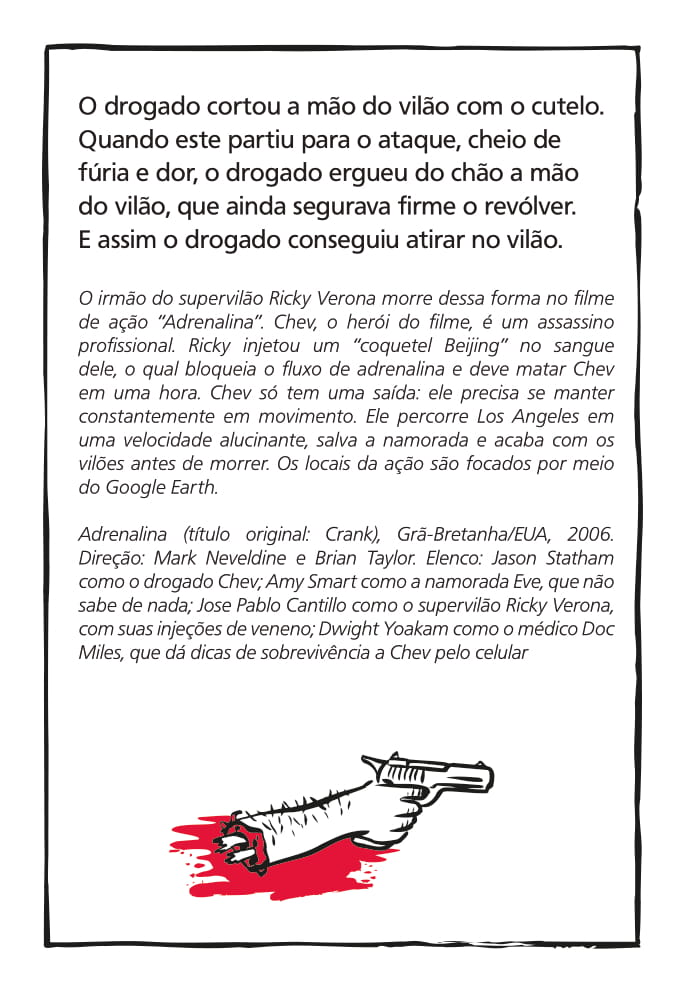 O drogado cortou a mão do vilão com o cutelo.
Quando este partiu para o ataque, cheio de
fúria e dor, o drogado ergueu do chão a mão
do vilão, que ainda segurava firme o revólver.
E assim o drogado conseguiu atirar no vilão.
O irmão do supervilão Ricky Verona morre dessa forma no filme
de ação “Adrenalina”. Chev, o herói do filme, é um assassino
profissional. Ricky injetou um “coquetel Beijing” no sangue
dele, o qual bloqueia o fluxo de adrenalina e deve matar Chev
em uma hora. Chev só tem uma saída: ele precisa se manter
constantemente em movimento. Ele percorre Los Angeles em
uma velocidade alucinante, salva a namorada e acaba com os
vilões antes de morrer. Os locais da ação são focados por meio
do Google Earth.
Adrenalina (título original: Crank), Grã-Bretanha/EUA, 2006.
Direção: Mark Neveldine e Brian Taylor. Elenco: Jason Statham
como o drogado Chev; Amy Smart como a namorada Eve, que não
sabe de nada; Jose Pablo Cantillo como o supervilão Ricky Verona,
com suas injeções de veneno; Dwight Yoakam como o médico Doc
Miles, que dá dicas de sobrevivência a Chev pelo celular